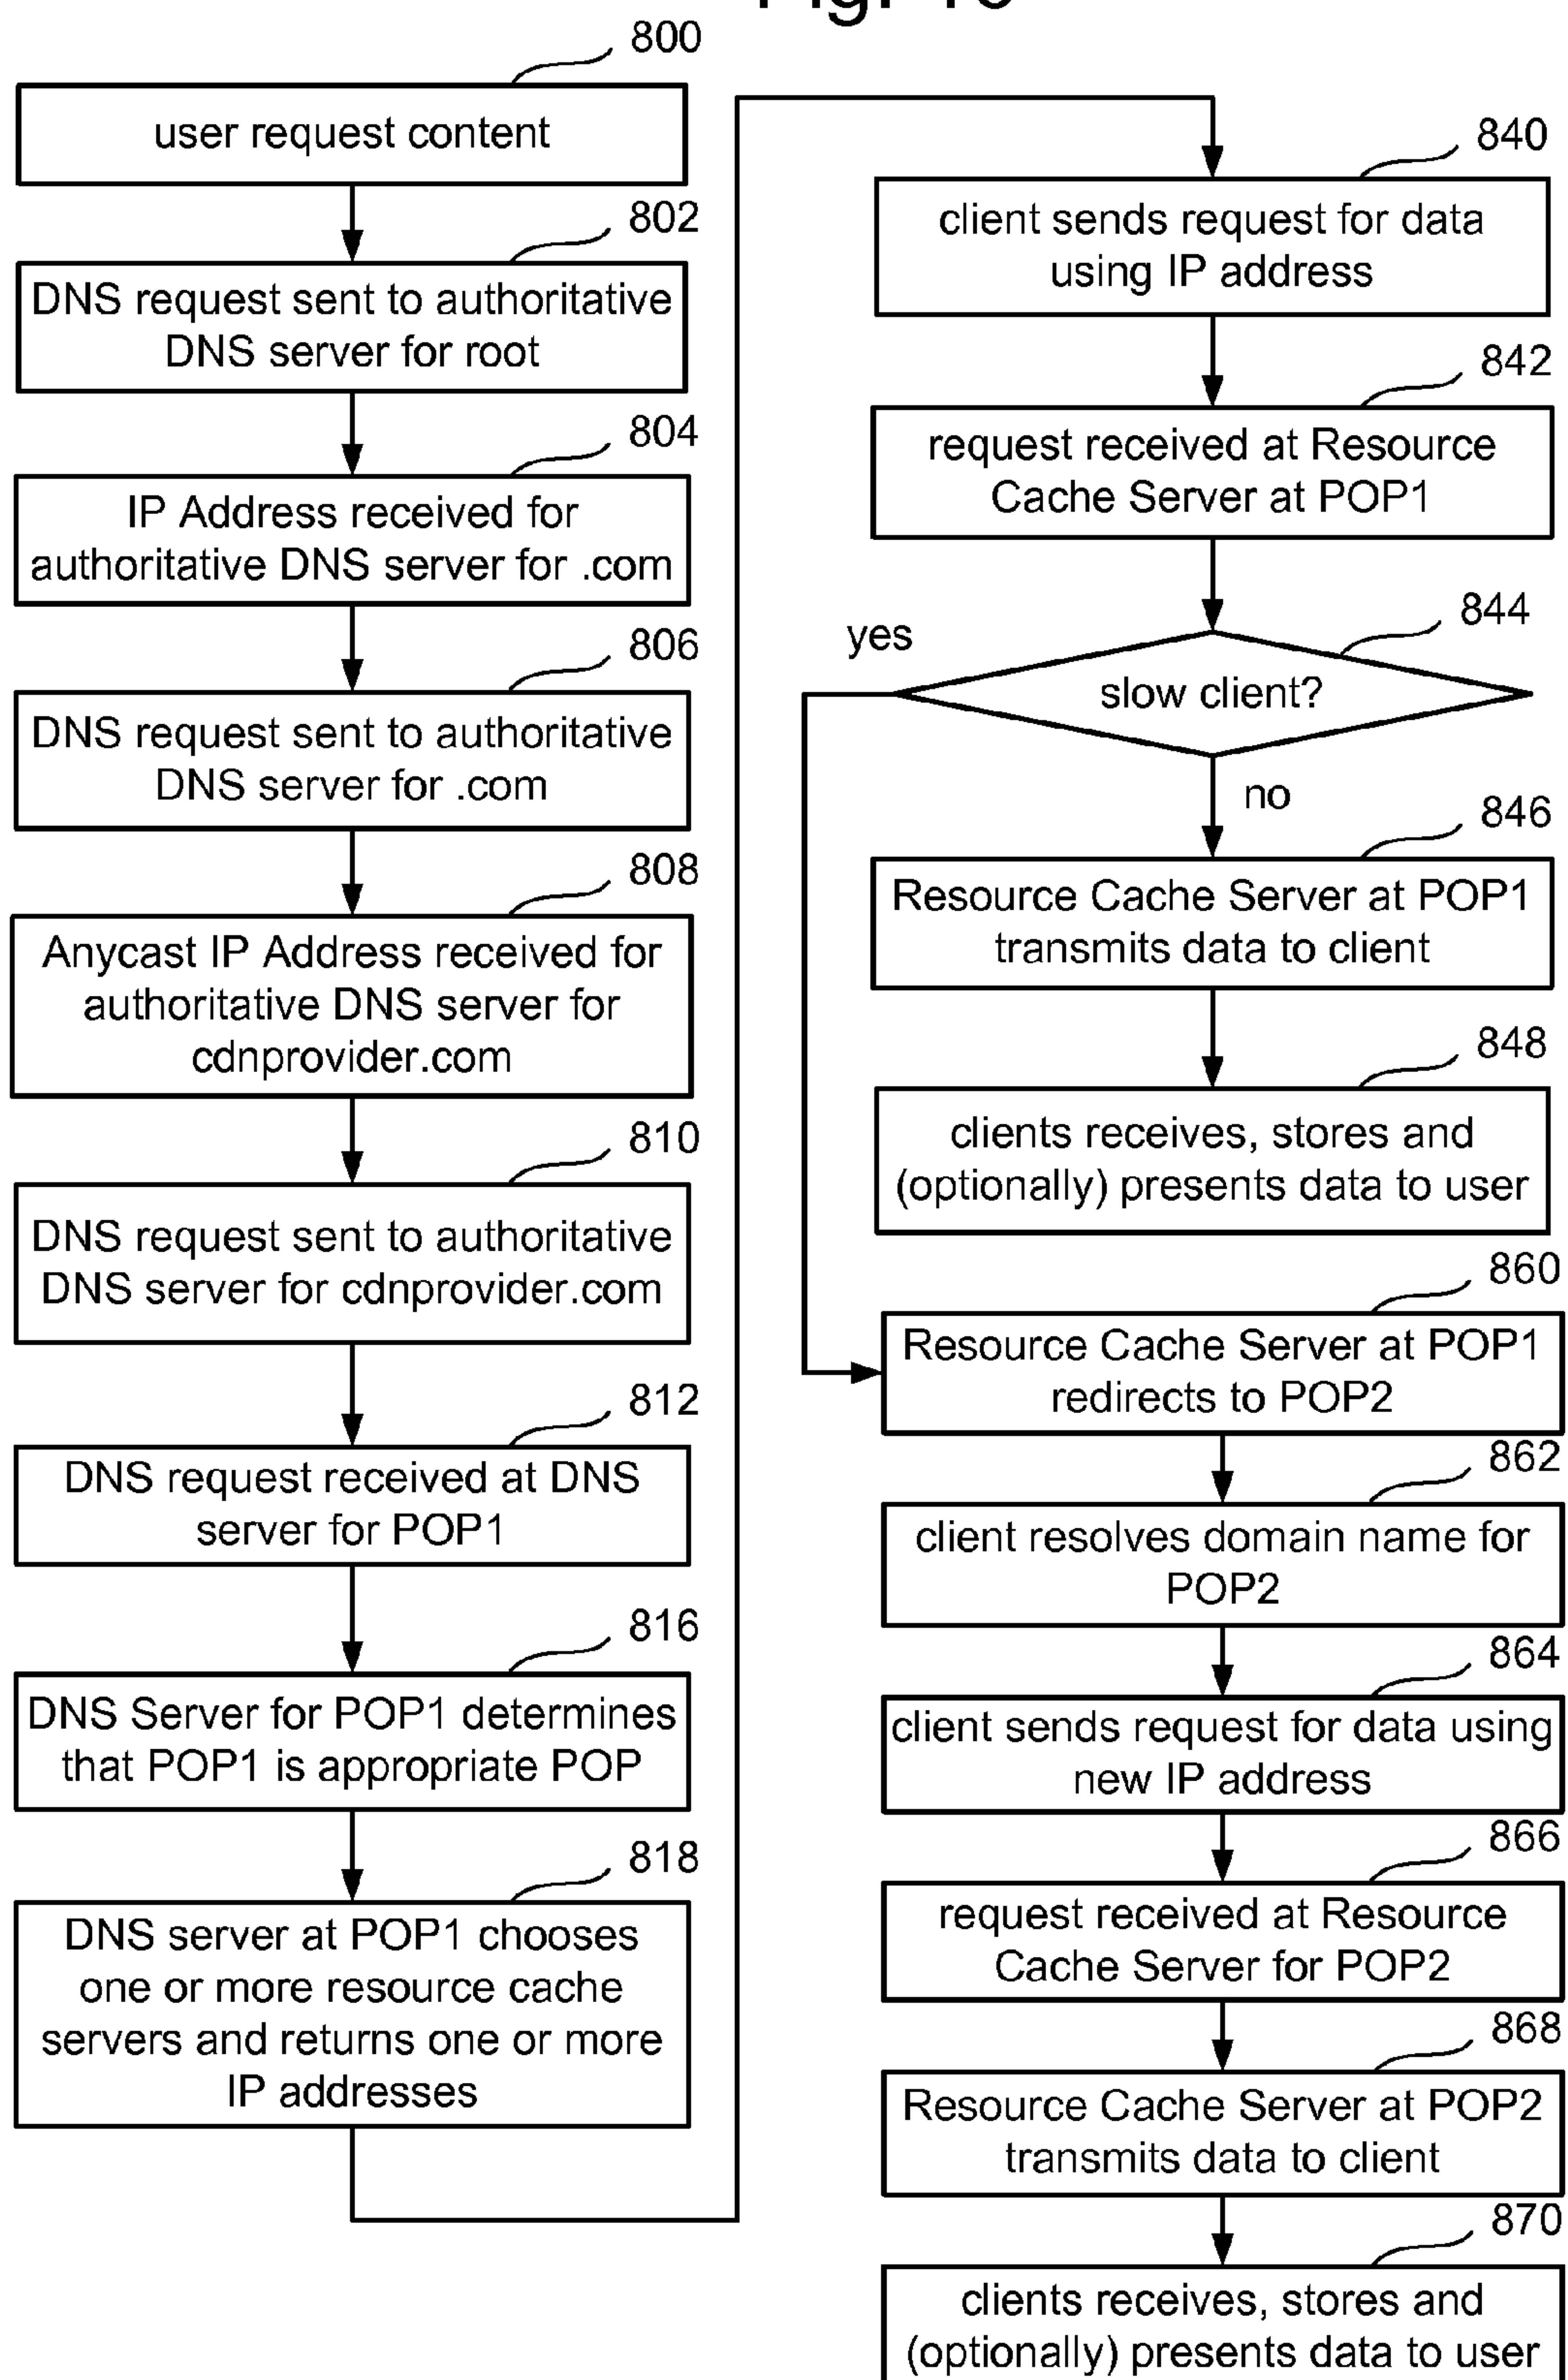 800
user request content
802
DNS request sent to authoritative
DNS server for root
804
IP Address received for
authoritative DNS server for .com
806
DNS request sent to authoritative
DNS server for .com
808
Anycast IP Address received for
authoritative DNS server for
cdnprovider.com
810
DNS request sent to authoritative
DNS server for cdnprovider.com
812
DNS request received at DNS
server for POP1
816
DNS Server for POP1 determines
that POP1 is appropriate POP
818
DNS server at POP1 chooses
one or more resource cache
servers and returns one or more
IP addresses
840
client sends request for data
using IP address
842
request received at Resource
Cache Server at POP1
844
yes
slow client?
no
846
Resource Cache Server at POP1
transmits data to client
848
clients receives, stores and
(optionally) presents data to user
860
Resource Cache Server at POP1
redirects to POP2
862
client resolves domain name for
POP2
864
client sends request for data using
new IP address
866
request received at Resource
Cache Server for POP2
868
Resource Cache Server at POP2
transmits data to client
870
clients receives, stores and
(optionally) presents data to user